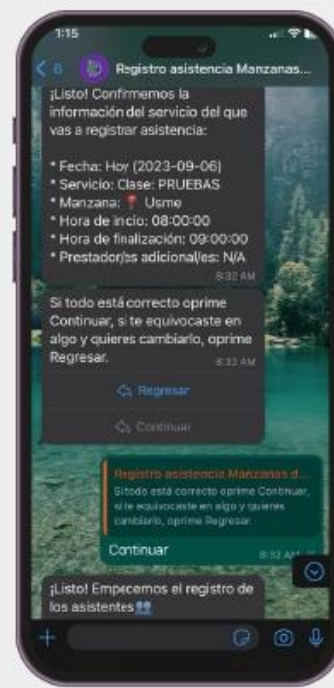 1:15
6
Registro asistencia Manzanas...
¡Listo! Confirmemos la
información del servicio del que
vas a registrar asistencia:
* Fecha: Hoy (2023-09-06)
* Servicio: Clase: PRUEBAS
* Manzana: 📍 Usme
* Hora de incio: 08:00:00
* Hora de finalización: 09:00:00
* Prestador/es adicional/es: N/A
8:32 AM
Si todo está correcto oprime
Continuar, si te equivocaste en
algo y quieres cambiarlo, oprime
Regresar.
8:32 AM
Regresar
Continuar
Registro asistencia Manzanas d...
Si todo está correcto oprime Continuar,
si te equivocaste en algo y quieres
cambiarlo, oprime Regresar.
Continuar
8:32 AM
¡Listo! Empecemos el registro de
los asistentes👥